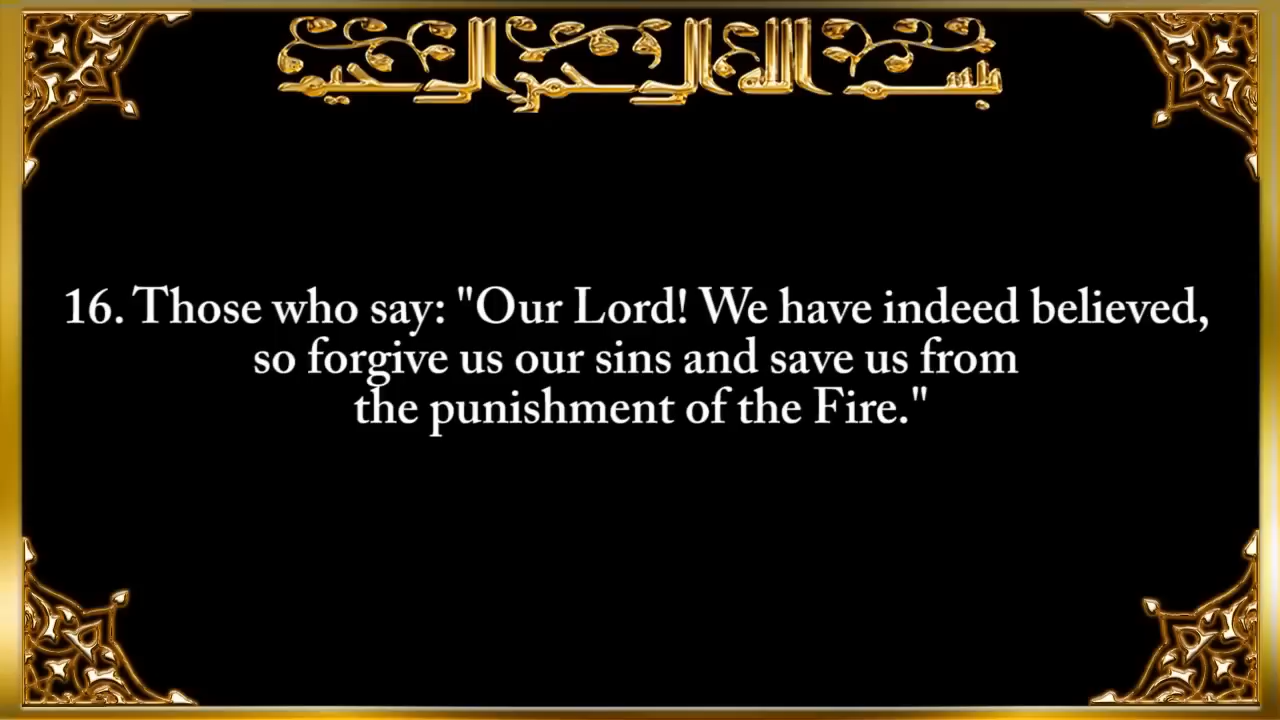 بسم الله الرحمن الرحيم
16. Those who say: "Our Lord! We have indeed believed,
so forgive us our sins and save us from
the punishment of the Fire."